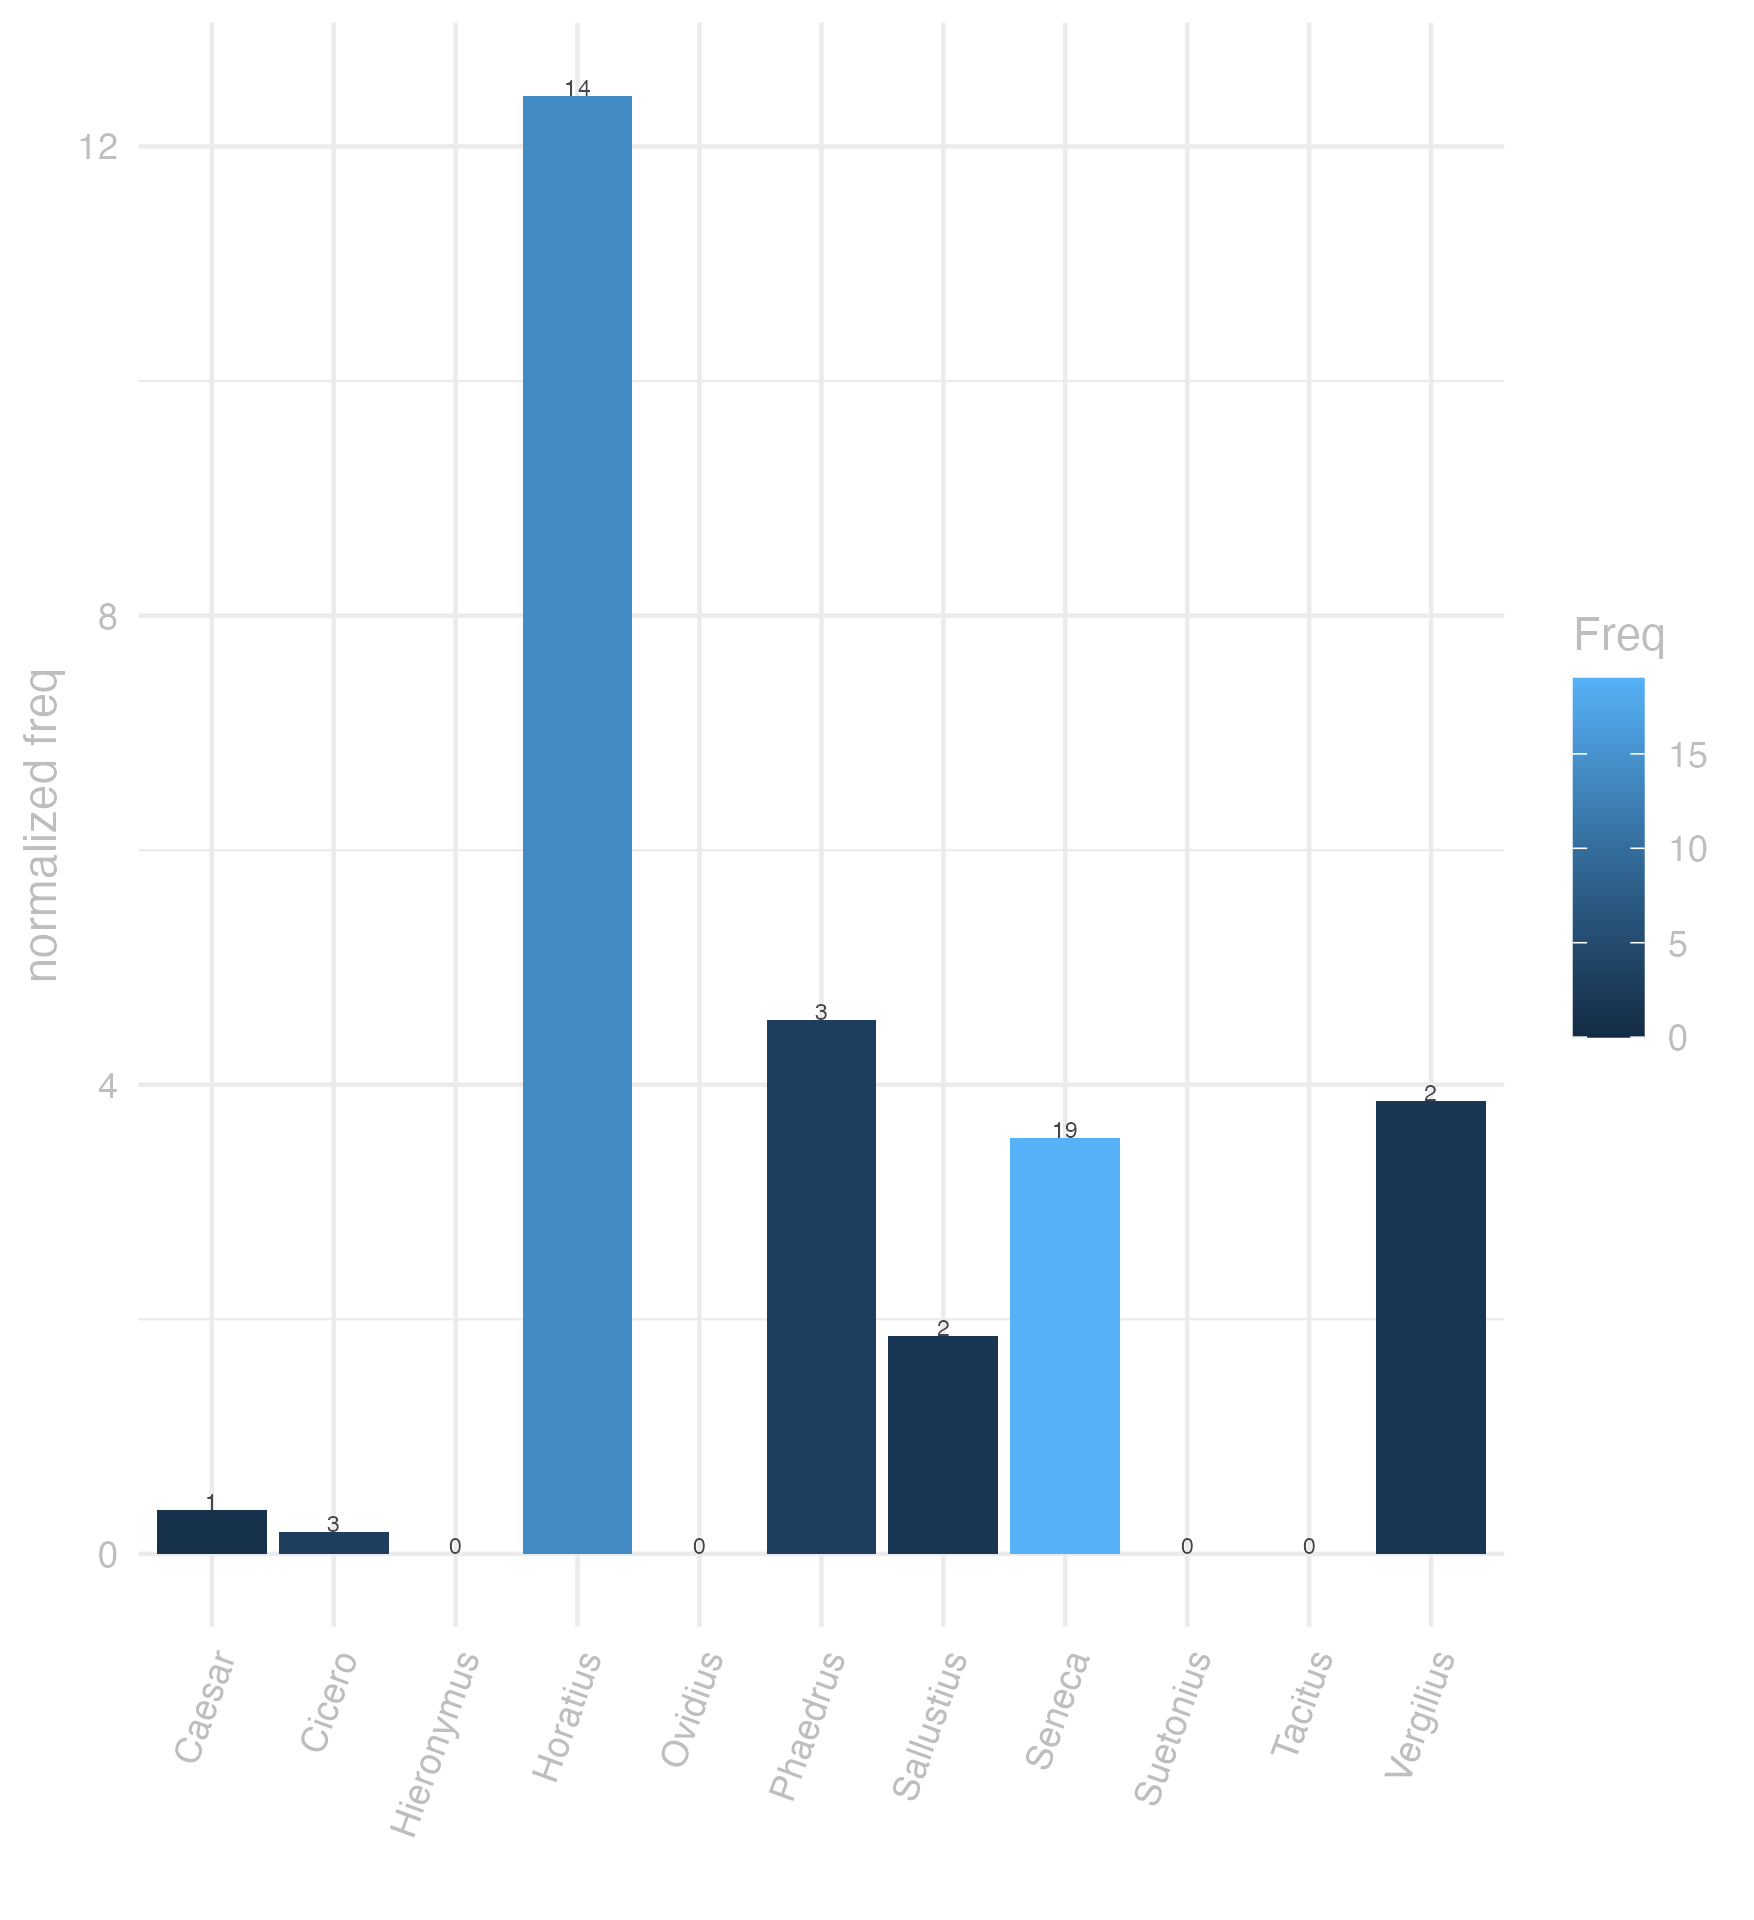 normalized freq
12
8
4
0
14
3
2
19
2
1
3
0
0
0
0
Caesar
Cicero
Hieronymus
Horatius
Ovidius
Phaedrus
Sallustius
Seneca
Suetonius
Tacitus
Vergilius
Freq
15
10
5
0